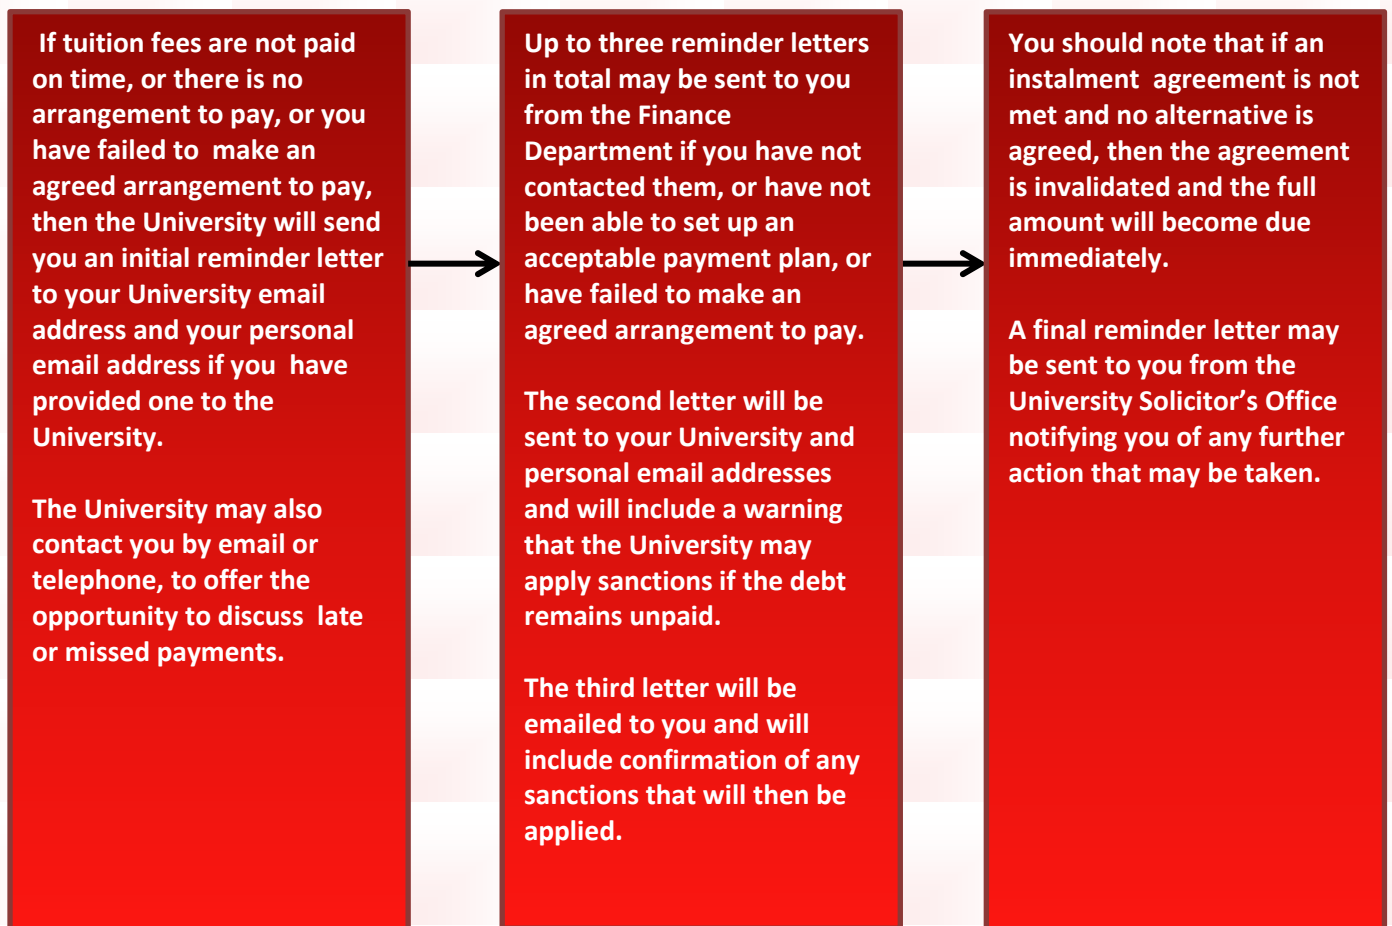 If tuition fees are not paid
on time, or there is no
arrangement to pay, or you
have failed to  make an
agreed arrangement to pay,
then the University will send
you an initial reminder letter
to your University email
address and your personal
email address if you  have
provided one to the
University.
The University may also
contact you by email or
telephone, to offer the
opportunity to discuss  late
or missed payments.
Up to three reminder letters
in total may be sent to you
from the Finance
Department if you have not
contacted them, or have not
been able to set up an
acceptable payment plan, or
have failed to make an
agreed arrangement to pay.
The second letter will be
sent to your University and
personal email addresses
and will include a warning
that the University may
apply sanctions if the debt
remains unpaid.
The third letter will be
emailed to you and will
include confirmation of any
sanctions that will then be
applied.
You should note that if an
instalment  agreement is not
met and no alternative is
agreed, then the agreement
is invalidated and the full
amount will become due
immediately.
A final reminder letter may
be sent to you from the
University Solicitor’s Office
notifying you of any further
action that may be taken.